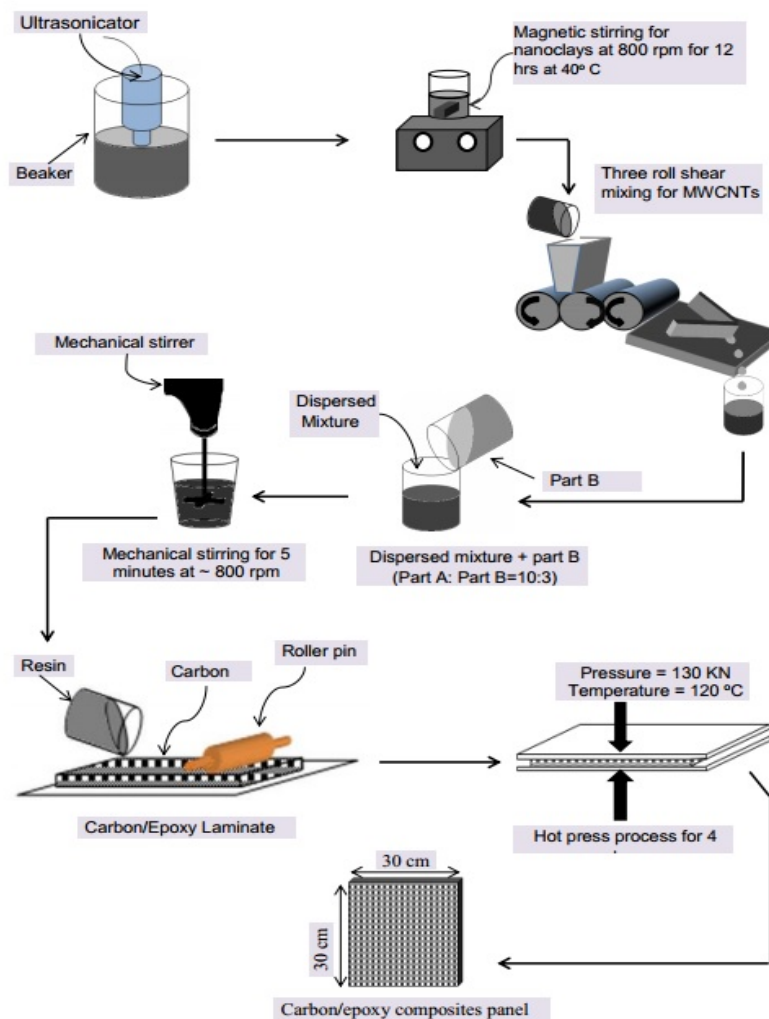 Ultrasonicator
Beaker
Magnetic stirring for
nanoclays at 800 rpm for 12
hrs at 40º C
Three roll shear
mixing for MWCNTs
Mechanical stirrer
Dispersed
Mixture
Part B
Mechanical stirring for 5
minutes at ~ 800 rpm
Dispersed mixture + part B
(Part A: Part B=10:3)
Resin
Carbon
Roller pin
Carbon/Epoxy Laminate
Pressure = 130 KN
Temperature = 120 ºC
Hot press process for 4
30 cm
30 cm
Carbon/epoxy composites panel